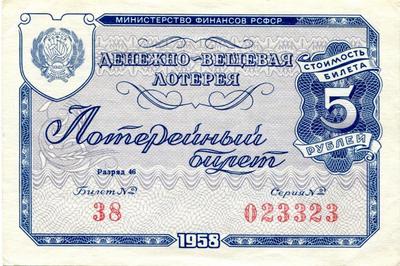 МИНИСТЕРСТВО ФИНАНСОВ РСФСР
ДЕНЕЖНО-ВЕЩЕВАЯ
ЛОТЕРЕЯ
СТОИМОСТЬ
БИЛЕТА
5
РУБЛЕЙ
Лотерейный
билет
Разряд 46
Билет №
38
Серия №
023323
1958